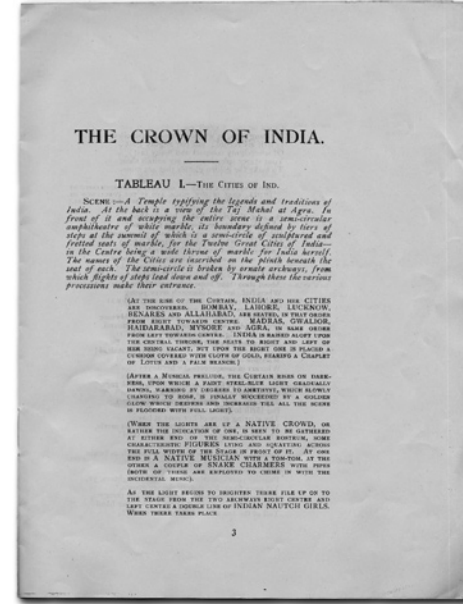 THE CROWN OF INDIA.
TABLEAU I.—The Cities of Ind.
Scene:—A Temple typifying the legends and traditions of
India. At the back is a view of the Taj Mahal at Agra. In
front of it and occupying the entire scene is a semi-circular
amphitheatre of white marble, its boundary defined by tiers of
steps at the summit of which is a semi-circle of sculptured and
fretted seats of marble, for the Twelve Great Cities of India—
in the Centre being a wide throne of marble for India herself.
The names of the Cities are inscribed on the plinth beneath the
seat of each. The semi-circle is broken by ornate archways, from
which flights of steps lead down and off. Through these the various
processions make their entrance.
(At the rise of the Curtain, INDIA and her CITIES
are discovered. BOMBAY, LAHORE, LUCKNOW,
BENARES and ALLAHABAD, are seated, in that order
from right towards centre. MADRAS, GWALIOR,
HAIDARABAD, MYSORE and AGRA, in same order
from left towards centre. INDIA is raised aloft upon
the central throne, the seats to right and left of
her being vacant, but upon the right one is placed a
cushion covered with cloth of gold, bearing a Chaplet
of Lotus and a palm branch.)
(After a Musical prelude, the Curtain rises on dark-
ness, upon which a faint steel-blue light gradually
dawns, warming by degrees to amethyst, which slowly
changing to rose, is finally succeeded by a golden
glow which deepens and increases till all the scene
is flooded with full light).
(When the lights are up a NATIVE CROWD, or
rather the indication of one, is seen to be gathered
at either end of the semi-circular rostrum, some
characteristic FIGURES lying and squatting across
the full width of the Stage in front of it. At one
end is A NATIVE MUSICIAN with a tom-tom, at the
other a couple of SNAKE CHARMERS with pipes
(both of these are employed to chime in with the
incidental music).
As the light begins to brighten there file up on to
the stage from the two archways right centre and
left centre a double line of INDIAN NAUTCH GIRLS.
When there takes place
3